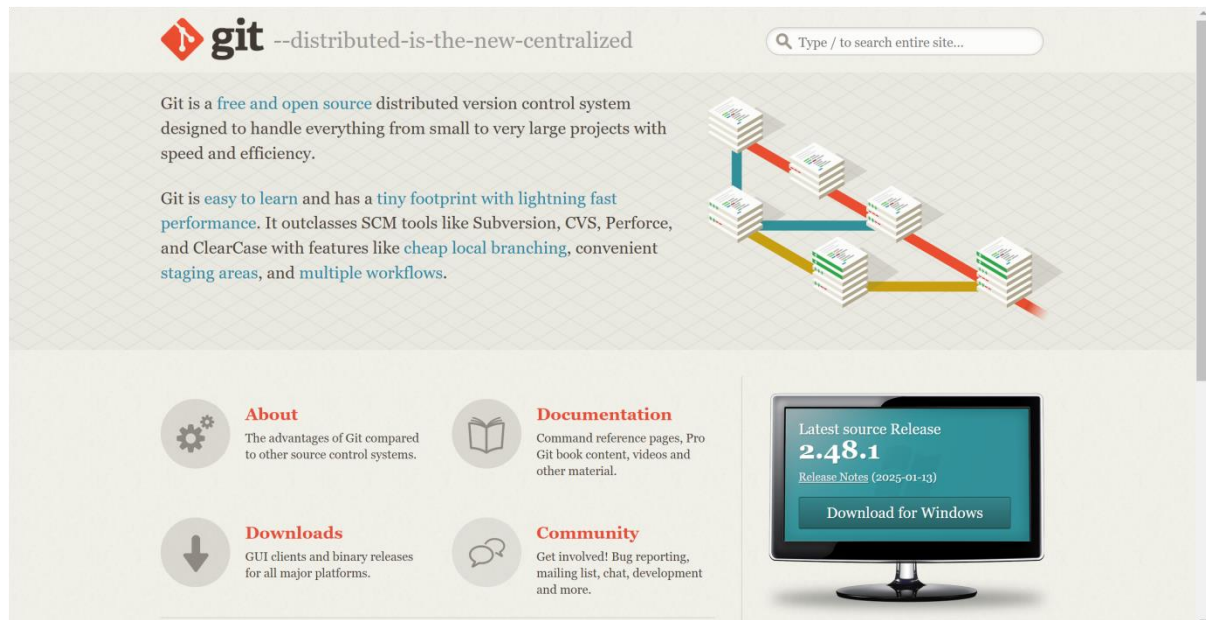 git --distributed-is-the-new-centralized
Type / to search entire site...
Git is a free and open source distributed version control system
designed to handle everything from small to very large projects with
speed and efficiency.
Git is easy to learn and has a tiny footprint with lightning fast
performance. It outclasses SCM tools like Subversion, CVS, Perforce,
and ClearCase with features like cheap local branching, convenient
staging areas, and multiple workflows.
About
The advantages of Git compared
to other source control systems.
Documentation
Command reference pages, Pro
Git book content, videos and
other material.
Downloads
GUI clients and binary releases
for all major platforms.
Community
Get involved! Bug reporting,
mailing list, chat, development
and more.
Latest source Release
2.48.1
Release Notes (2025-01-13)
Download for Windows